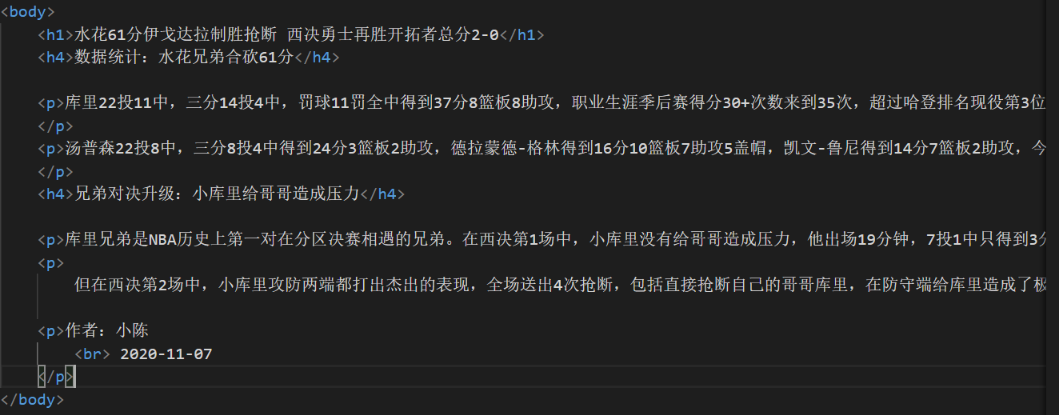 <body>
<h1>水花61分伊戈达拉制胜抢断 西决勇士再胜开拓者总分2-0</h1>
<h4>数据统计：水花兄弟合砍61分</h4>
<p>库里22投11中，三分14投4中，罚球11罚全中得到37分8篮板8助攻，职业生涯季后赛得分30+次数来到35次，超过哈登排名现役第3位
</p>
<p>汤普森22投8中，三分8投4中得到24分3篮板2助攻，德拉蒙德-格林得到16分10篮板7助攻5盖帽，凯文-鲁尼得到14分7篮板2助攻，今
</p>
<h4>兄弟对决升级：小库里给哥哥造成压力</h4>
<p>库里兄弟是NBA历史上第一对在分区决赛相遇的兄弟。在西决第1场中，小库里没有给哥哥造成压力，他出场19分钟，7投1中只得到3分
<p>
但在西决第2场中，小库里攻防两端都打出杰出的表现，全场送出4次抢断，包括直接抢断自己的哥哥库里，在防守端给库里造成了极
<p>作者：小陈
<br> 2020-11-07
</p>
</body>